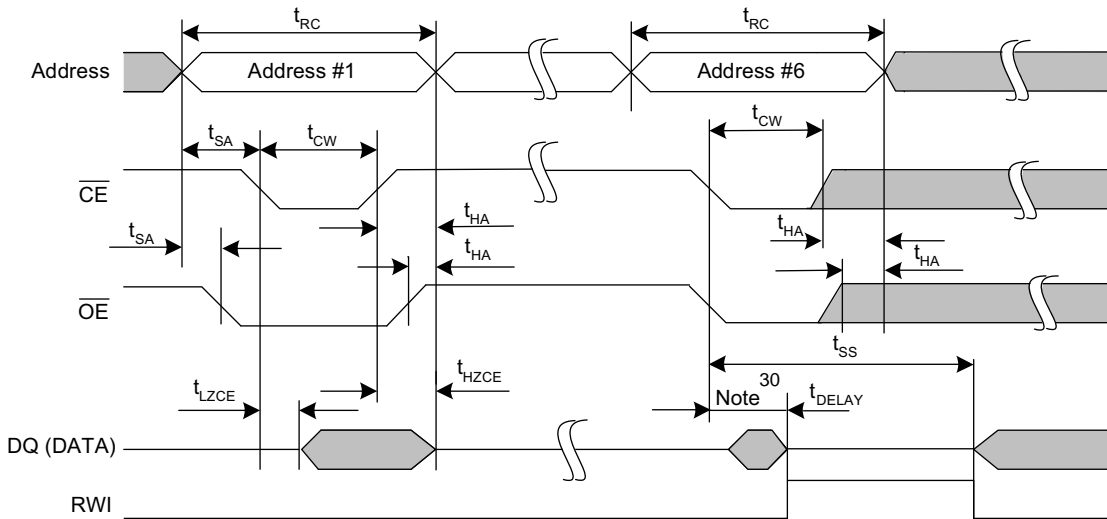 tRC tRC
Address Address #1 Address #6
tSA tCW tCW
CE
tHA tHA
tSA tHA tHA
OE
tSS
tLZCE tHZCE Note 30 tDELAY
DQ (DATA)
RWI